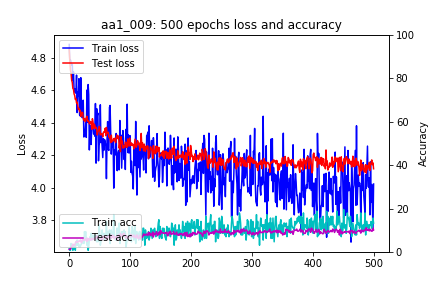 aa1_009: 500 epochs loss and accuracy
Train loss
Test loss
Train acc
Test acc
Loss
4.8
4.6
4.4
4.2
4.0
3.8
Accuracy
100
80
60
40
20
0
0
100
200
300
400
500